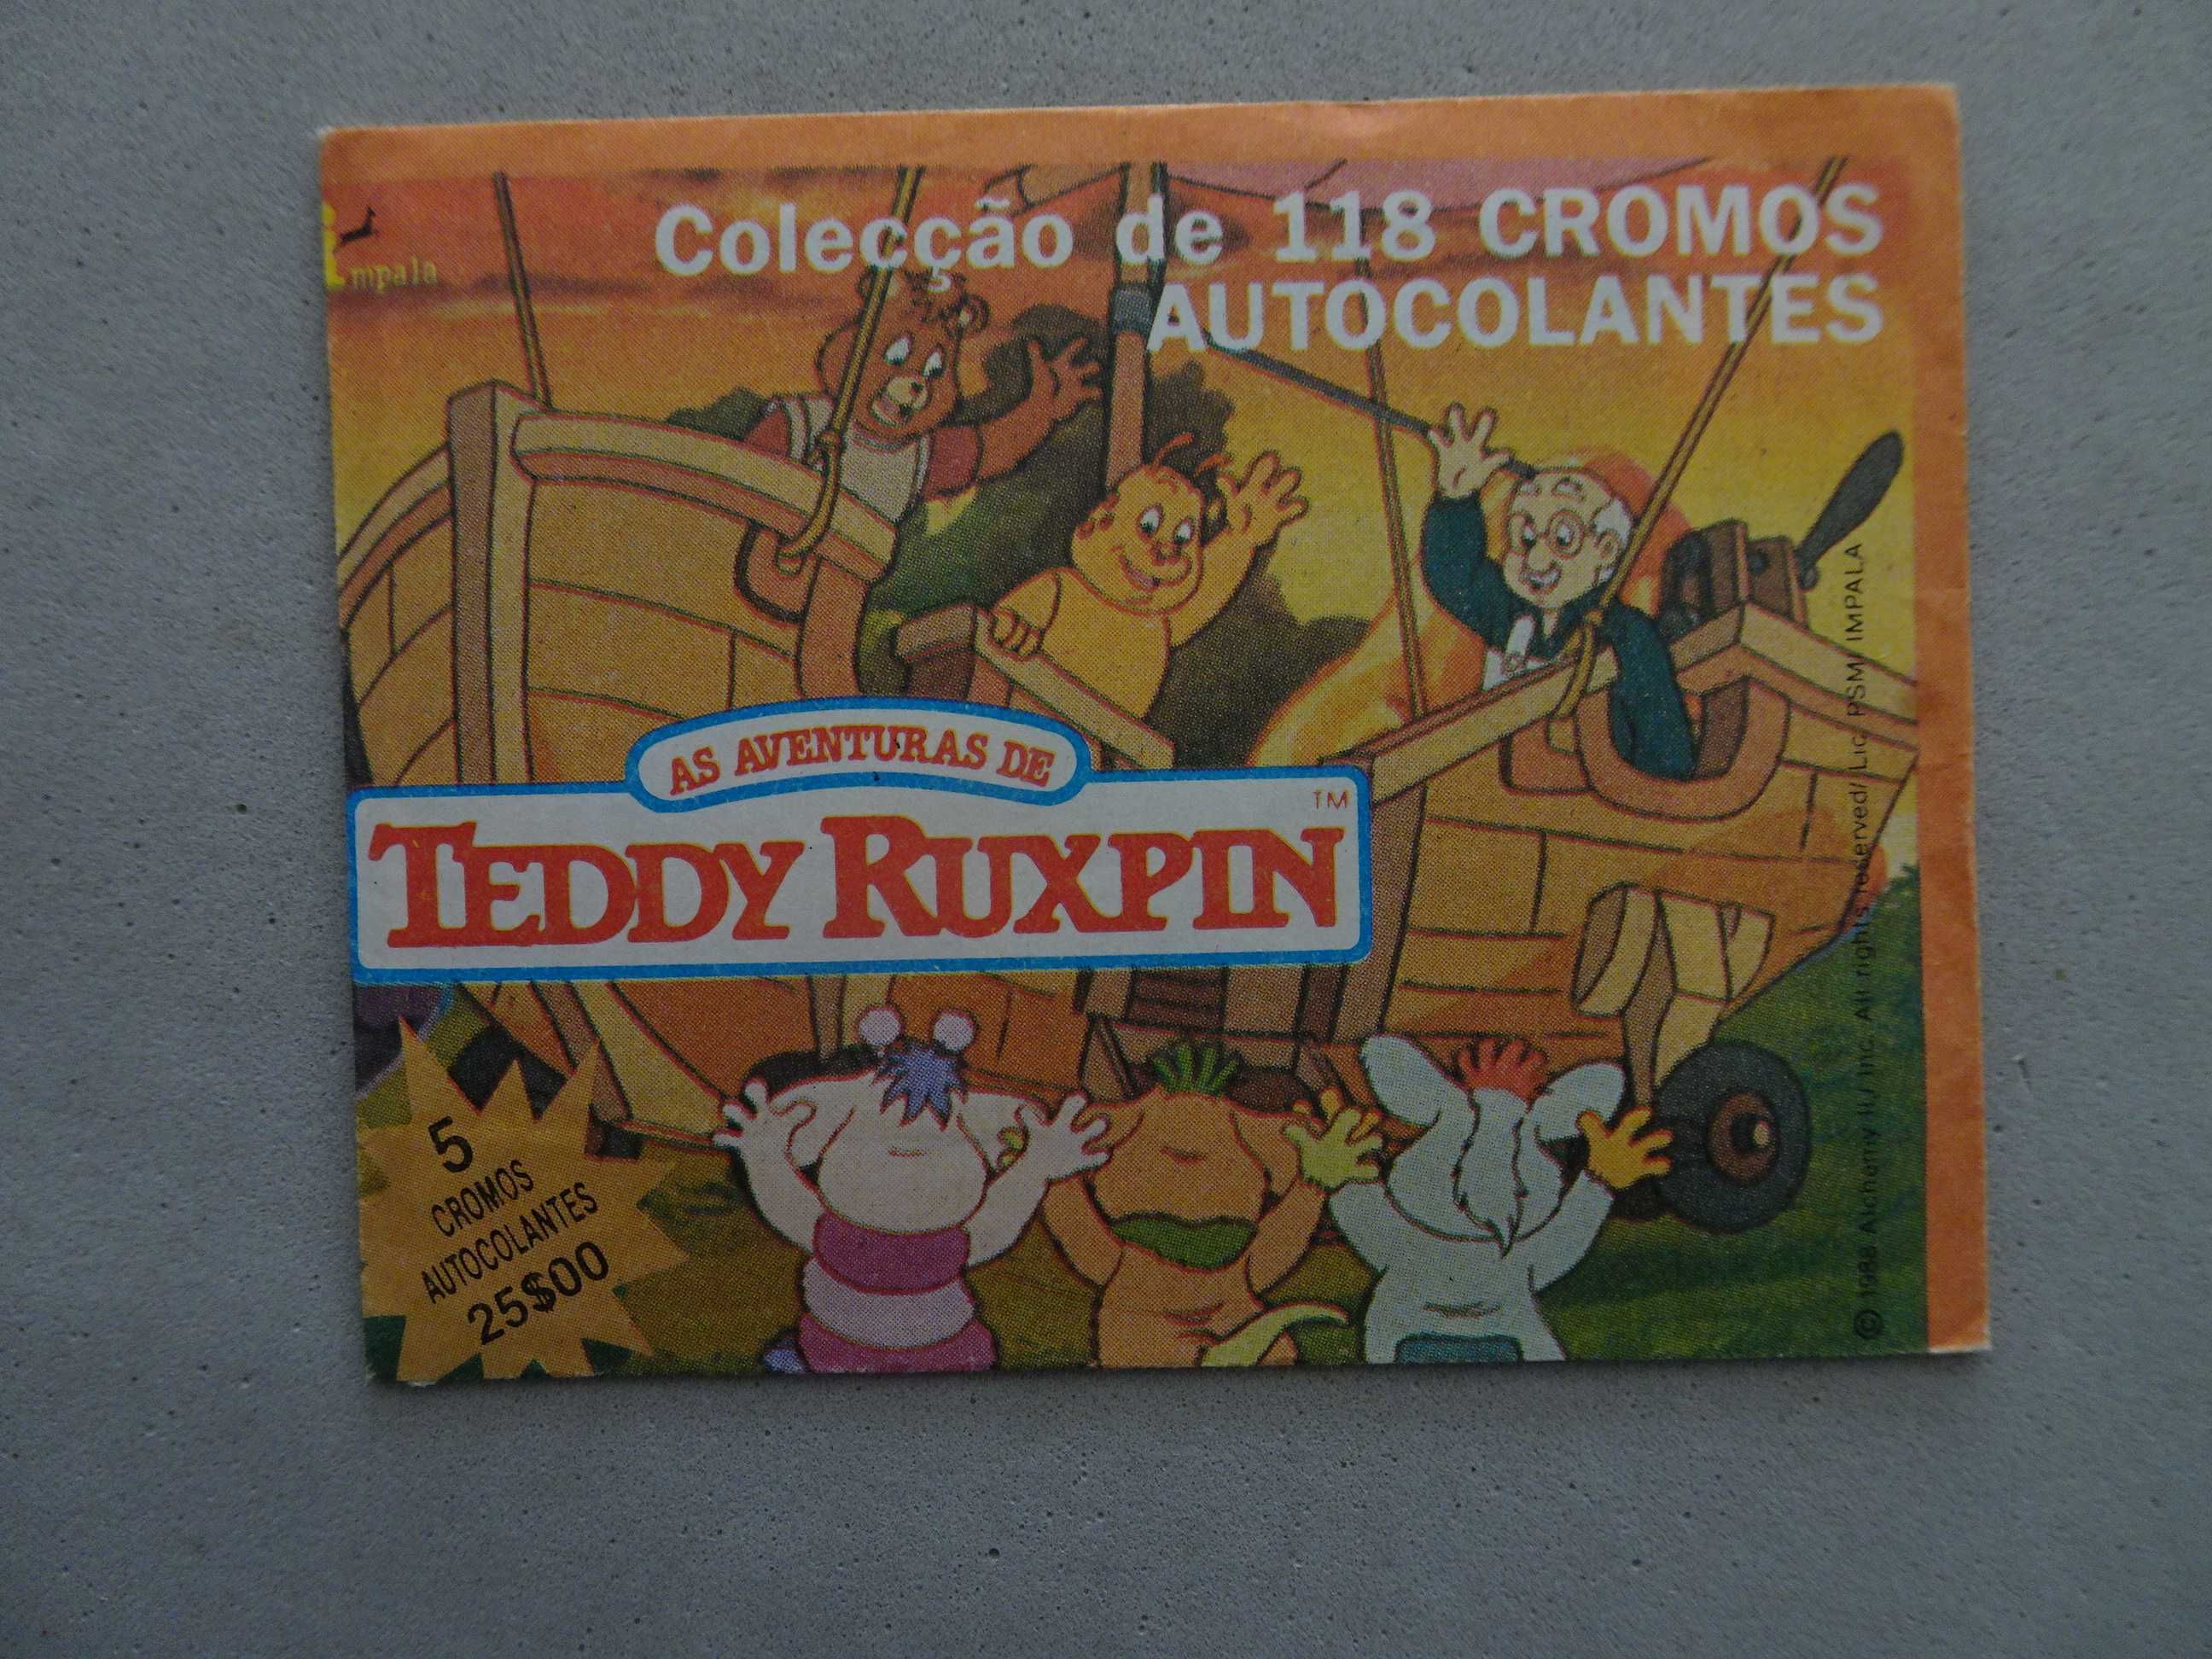 impala
Colecção de 118 CROMOS
AUTOCOLANTES
AS AVENTURAS DE
TEDDY RUXPIN
TM
5
CROMOS
AUTOCOLANTES
25$00
© 1988 Alchemy II, Inc. All rights reserved/ Lic. PSM/IMPALA